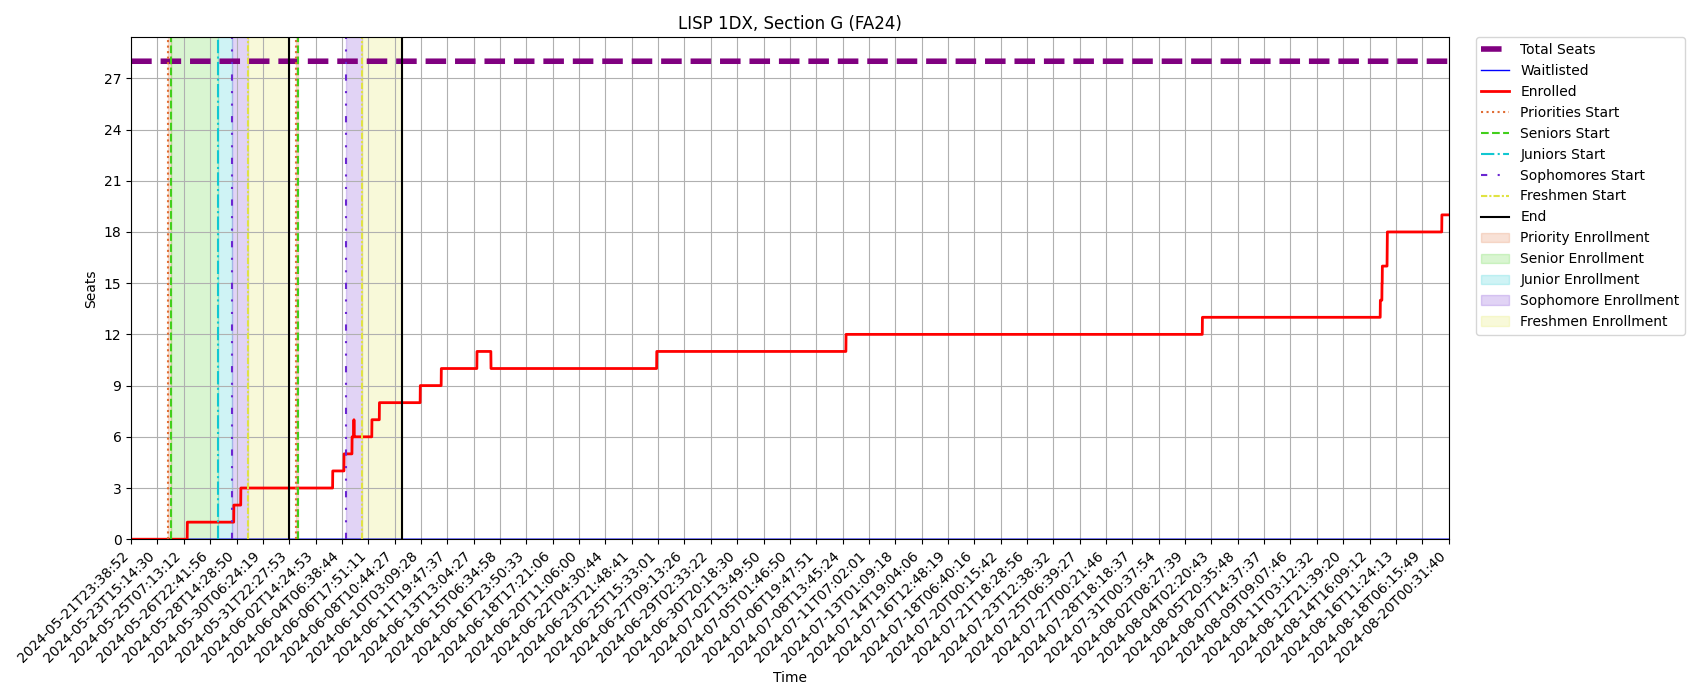 LISP 1DX, Section G (FA24)
Total Seats
Waitlisted
Enrolled
Priorities Start
Seniors Start
Juniors Start
Sophomores Start
Freshmen Start
End
Priority Enrollment
Senior Enrollment
Junior Enrollment
Sophomore Enrollment
Freshmen Enrollment
Seats
27
24
21
18
15
12
9
6
3
0
2024-05-21T23:38:52
2024-05-23T15:14:30
2024-05-25T07:13:12
2024-05-26T22:41:56
2024-05-28T14:28:50
2024-05-30T06:24:19
2024-05-31T22:27:53
2024-06-02T14:24:53
2024-06-04T06:38:44
2024-06-06T17:51:11
2024-06-08T10:44:27
2024-06-10T03:09:28
2024-06-11T19:47:37
2024-06-13T13:04:27
2024-06-15T06:34:58
2024-06-16T23:50:33
2024-06-18T17:21:06
2024-06-20T11:06:00
2024-06-22T04:30:44
2024-06-23T21:48:41
2024-06-25T15:33:01
2024-06-27T09:13:26
2024-06-29T02:33:22
2024-06-30T20:18:30
2024-07-02T13:49:50
2024-07-05T01:46:50
2024-07-06T19:47:51
2024-07-08T13:45:24
2024-07-11T07:02:01
2024-07-13T01:09:18
2024-07-14T19:04:06
2024-07-16T12:48:19
2024-07-18T06:40:16
2024-07-20T00:15:42
2024-07-21T18:28:56
2024-07-23T12:38:32
2024-07-25T06:39:27
2024-07-27T00:21:46
2024-07-28T18:18:37
2024-07-31T00:37:54
2024-08-02T08:27:39
2024-08-04T02:20:43
2024-08-05T20:35:48
2024-08-07T14:37:37
2024-08-09T09:07:46
2024-08-11T03:12:32
2024-08-12T21:39:20
2024-08-14T16:09:12
2024-08-16T11:24:13
2024-08-18T06:15:49
2024-08-20T00:31:40
Time